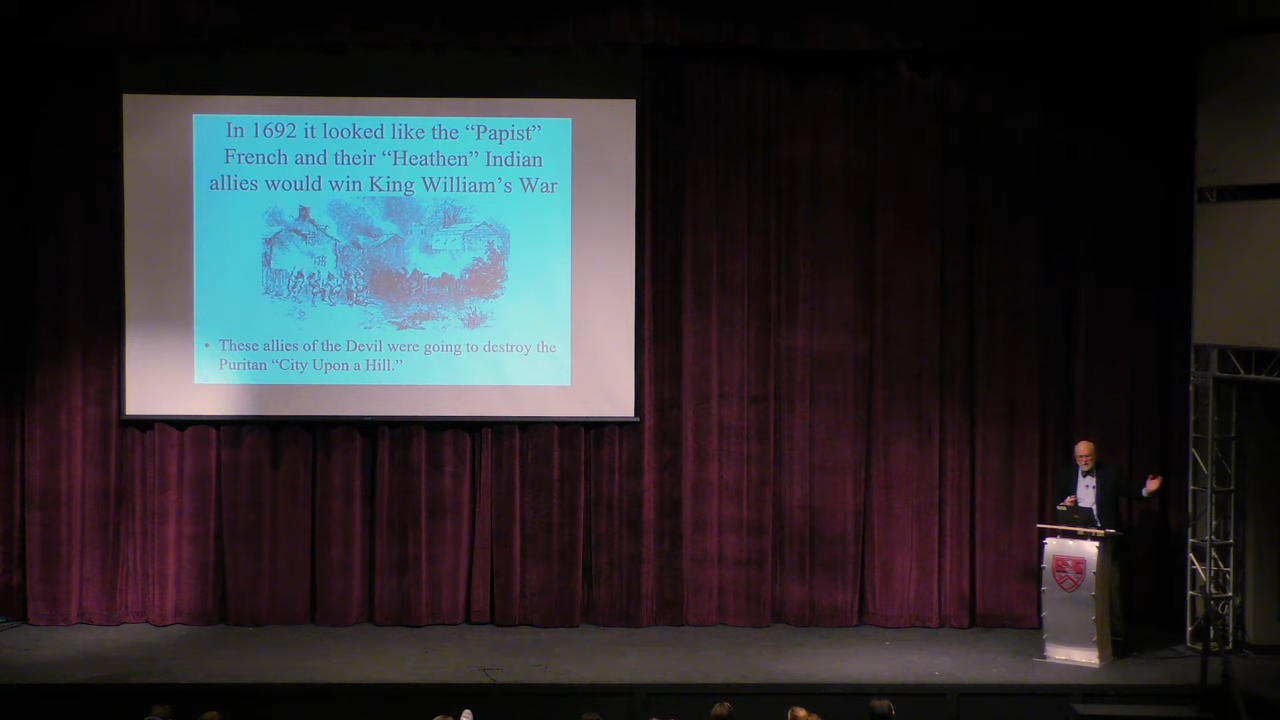 In 1692 it looked like the “Papist”
French and their “Heathen” Indian
allies would win King William’s War
• These allies of the Devil were going to destroy the
Puritan “City Upon a Hill.”